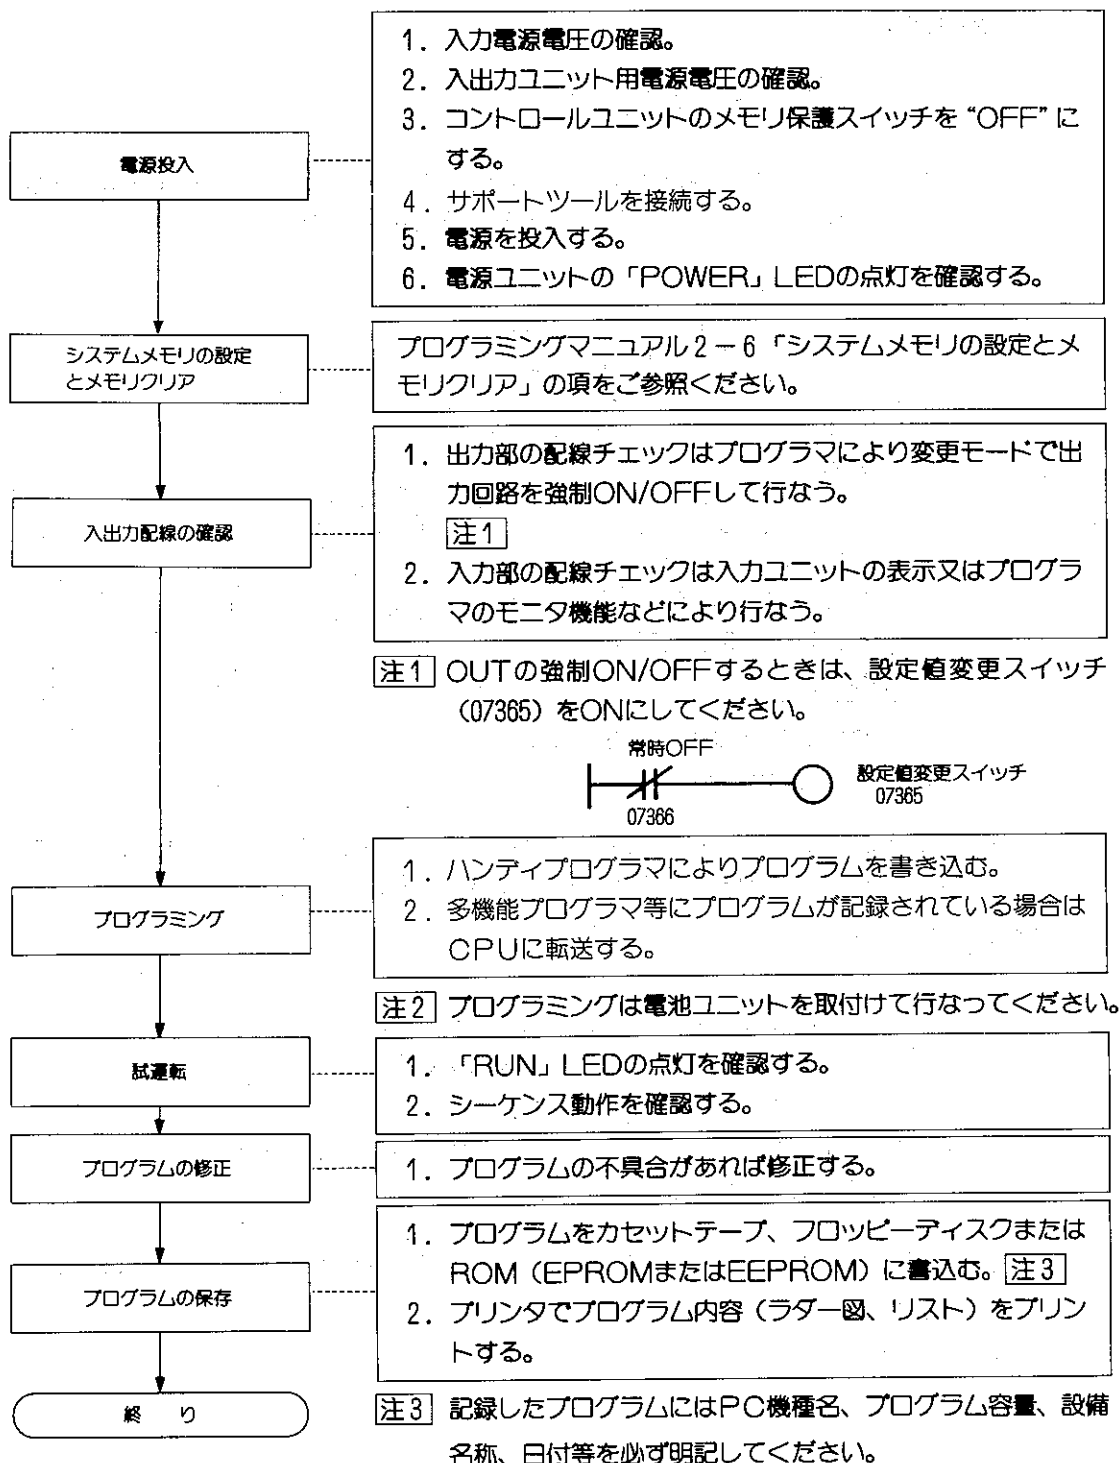 電源投入
1. 入力電源電圧の確認。
2. 入出力ユニット用電源電圧の確認。
3. コントロールユニットのメモリ保護スイッチを“OFF”に
する。
4. サポートツールを接続する。
5. 電源を投入する。
6. 電源ユニットの「POWER」LEDの点灯を確認する。
システムメモリの設定
とメモリクリア
プログラミングマニュアル2-6「システムメモリの設定とメ
モリクリア」の項をご参照ください。
入出力配線の確認
1. 出力部の配線チェックはプログラマにより変更モードで出
力回路を強制ON/OFFして行なう。
注1
2. 入力部の配線チェックは入力ユニットの表示又はプログラ
マのモニタ機能などにより行なう。
注1 OUTの強制ON/OFFするときは、設定値変更スイッチ
(07365)をONにしてください。
常時OFF
07366
設定値変更スイッチ
07365
プログラミング
1. ハンディプログラマによりプログラムを書き込む。
2. 多機能プログラマ等にプログラムが記録されている場合は
CPUに転送する。
注2 プログラミングは電池ユニットを取付けて行なってください。
試運転
1. 「RUN」LEDの点灯を確認する。
2. シーケンス動作を確認する。
プログラムの修正
1. プログラムの不具合があれば修正する。
プログラムの保存
1. プログラムをカセットテープ、フロッピーディスクまたは
ROM(EPROMまたはEEPROM)に書込む。注3
2. プリンタでプログラム内容(ラダー図、リスト)をプリン
トする。
終り
注3 記録したプログラムにはPC機種名、プログラム容量、設備
名称、日付等を必ず明記してください。